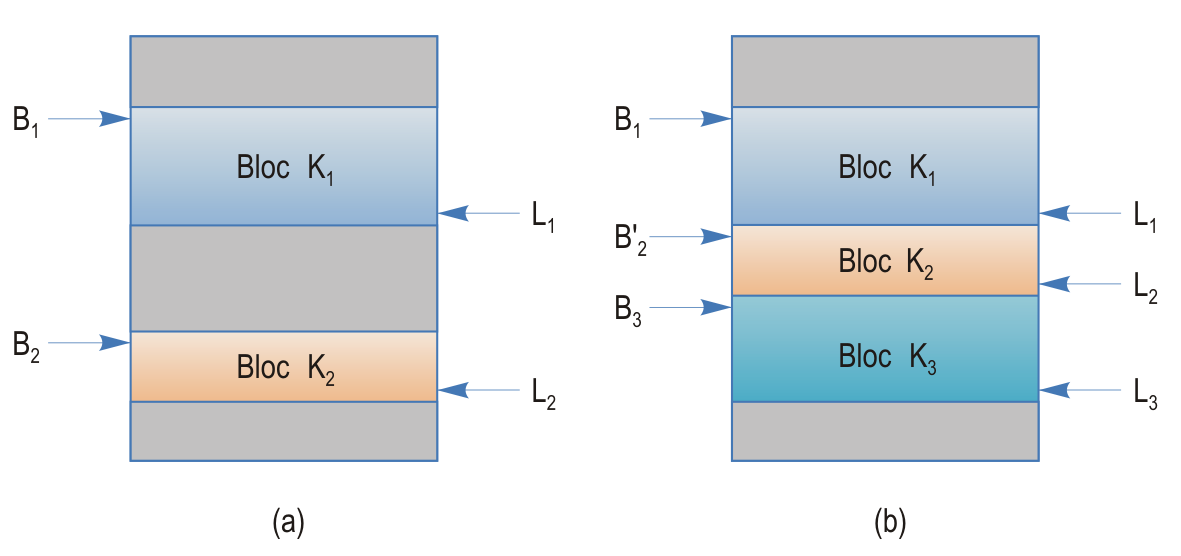 B₁
Bloc K₁
L₁
B₂
Bloc K₂
L₂
(a)
B₁
Bloc K₁
L₁
B'₂
Bloc K₂
L₂
B₃
Bloc K₃
L₃
(b)